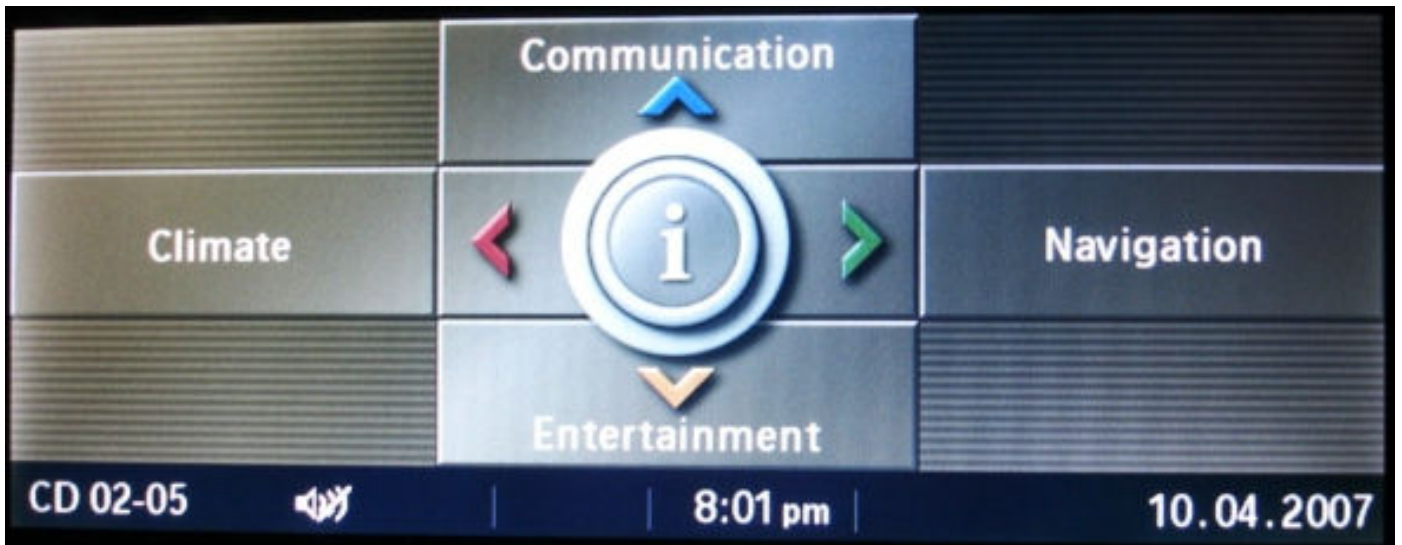 Communication
Climate
i
Navigation
Entertainment
CD 02-05
8:01 pm
10.04.2007